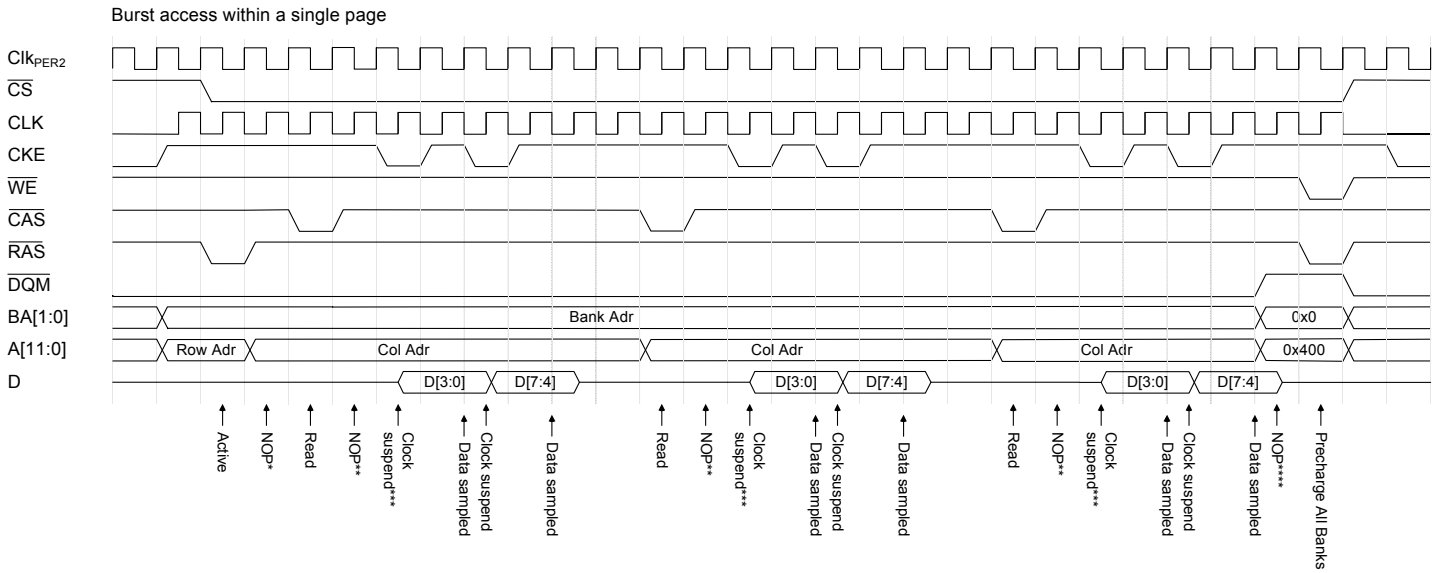 Burst access within a single page
ClkPER2
CS
CLK
CKE
WE
CAS
RAS
DQM
BA[1:0]
Bank Adr
0x0
A[11:0]
Row Adr
Col Adr
Col Adr
Col Adr
0x400
D
D[3:0]
D[7:4]
D[3:0]
D[7:4]
D[3:0]
D[7:4]
Active
NOP*
Read
NOP**
Clock
suspend***
Data sampled
Clock suspend
Data sampled
Read
NOP**
Clock
suspend***
Data sampled
Clock suspend
Data sampled
Read
NOP**
Clock
suspend***
Data sampled
Clock suspend
Data sampled
NOP****
Precharge All Banks